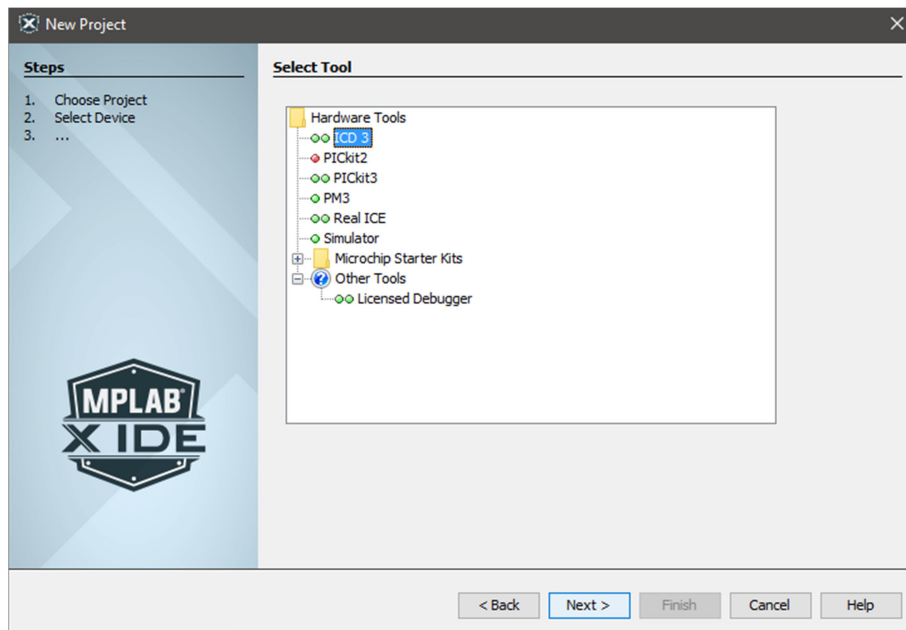 New Project
Steps
1. Choose Project
2. Select Device
3. ...
MPLAB®
X IDE
Select Tool
Hardware Tools
ICD 3
PICkit2
PICkit3
PM3
Real ICE
Simulator
Microchip Starter Kits
Other Tools
Licensed Debugger
< Back Next > Finish Cancel Help